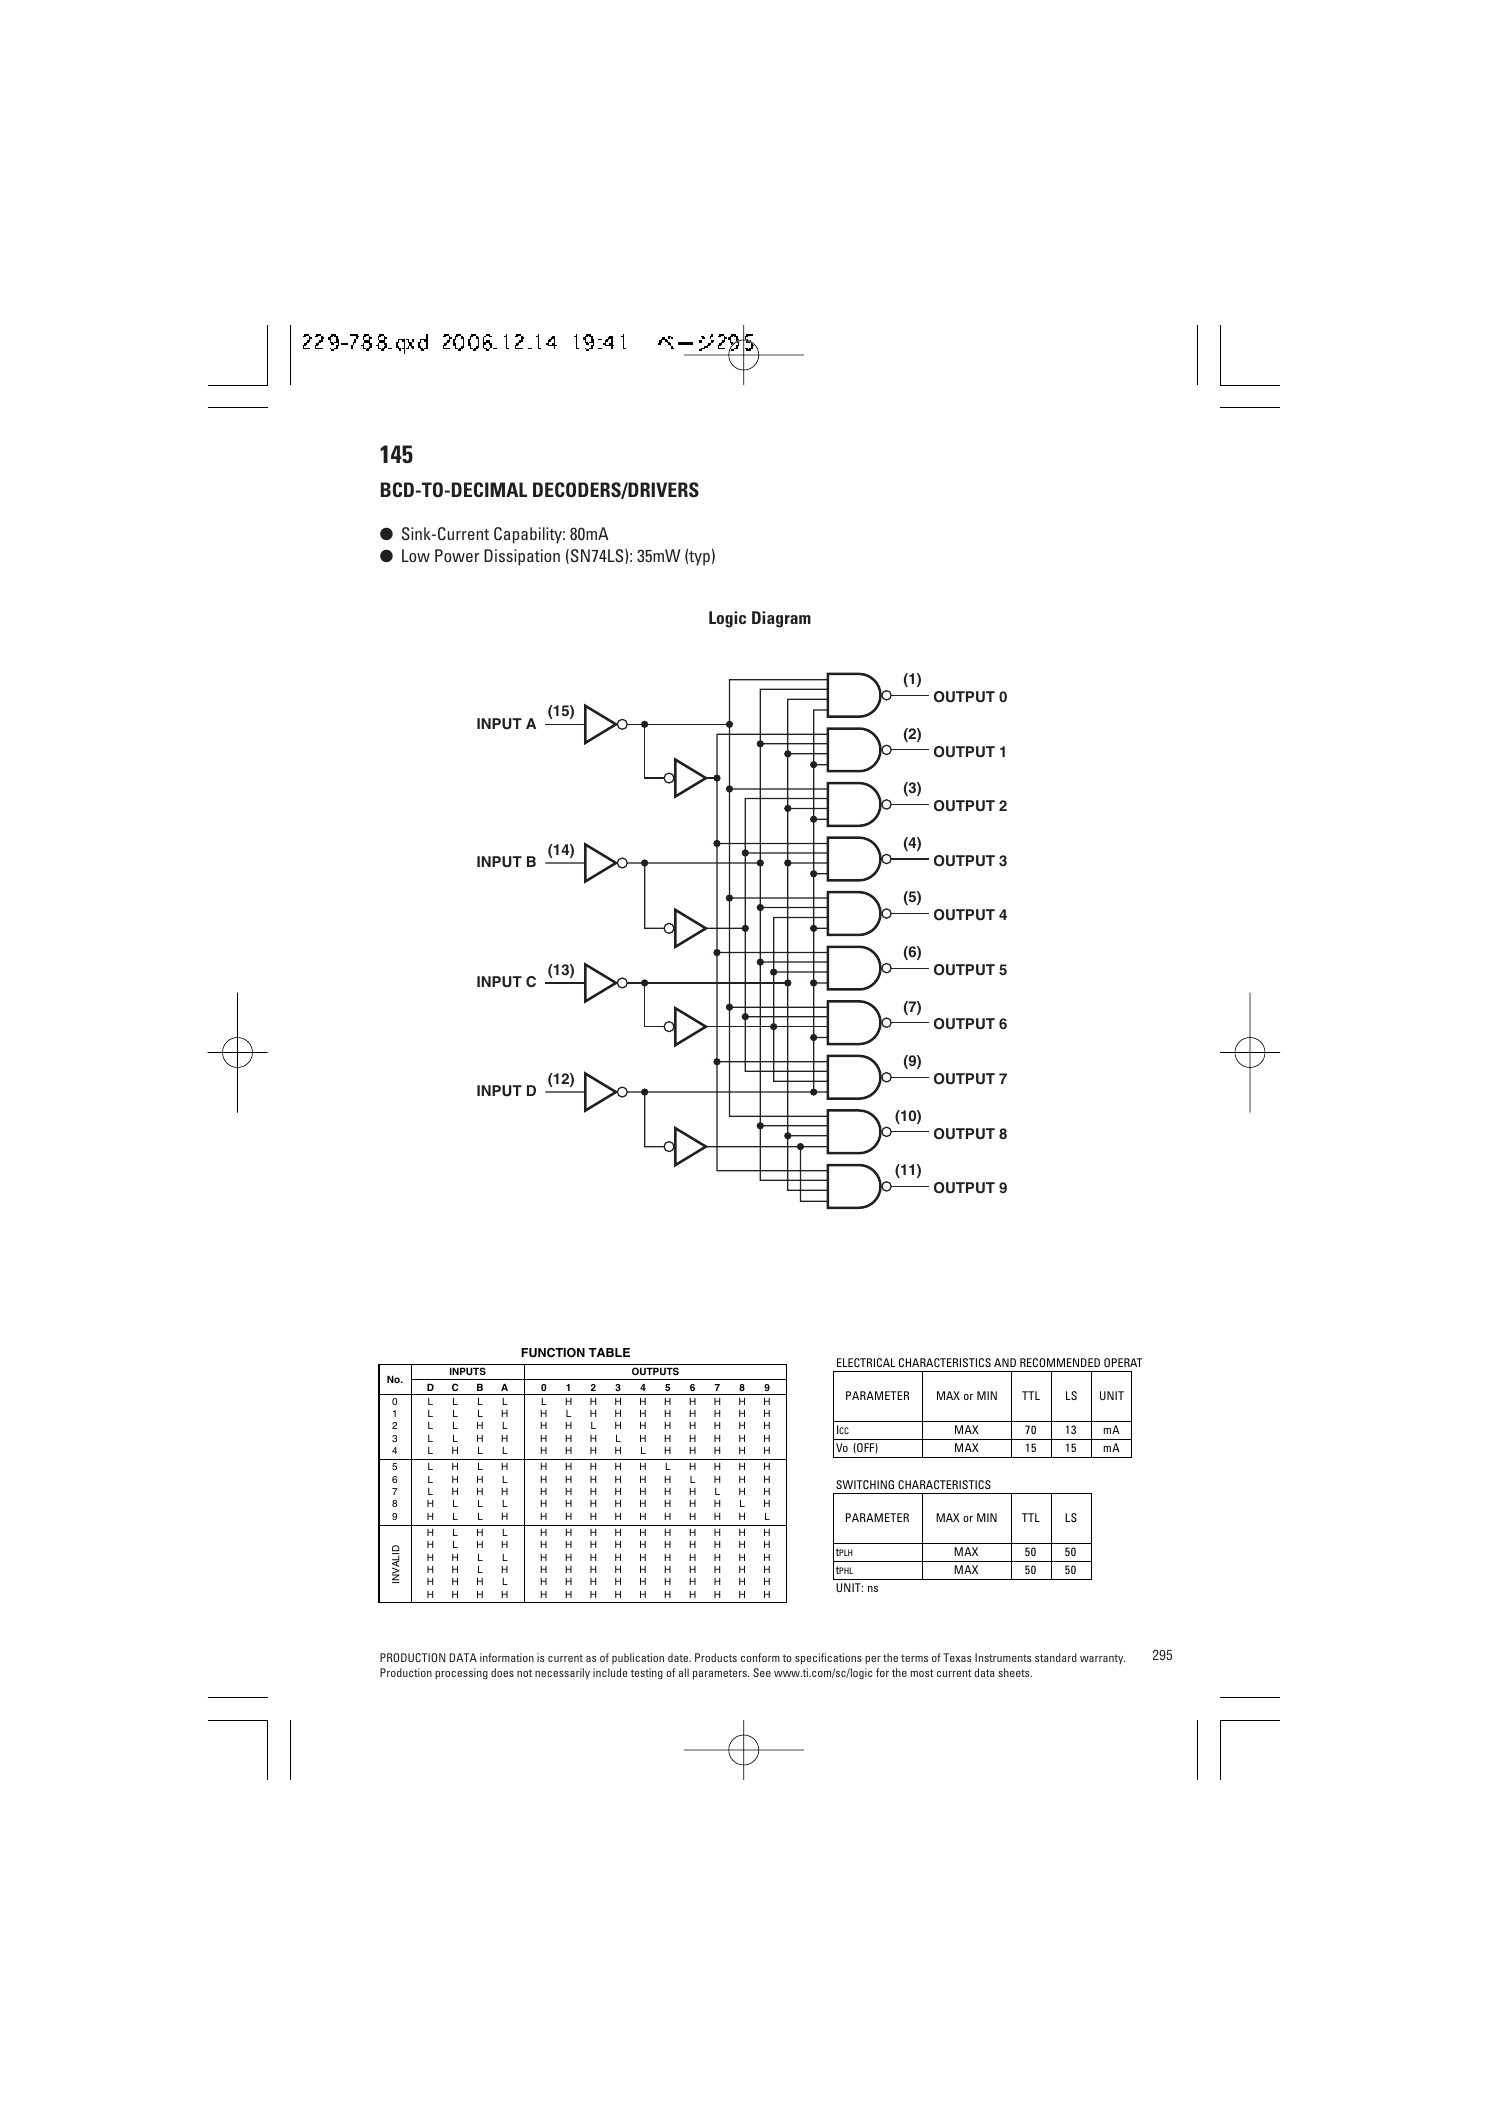 229-788.qxd 2006.12.14 19:41 ページ295
145
BCD-TO-DECIMAL DECODERS/DRIVERS
● Sink-Current Capability: 80mA
● Low Power Dissipation (SN74LS): 35mW (typ)
Logic Diagram
INPUT A (15)
INPUT B (14)
INPUT C (13)
INPUT D (12)
(1) OUTPUT 0
(2) OUTPUT 1
(3) OUTPUT 2
(4) OUTPUT 3
(5) OUTPUT 4
(6) OUTPUT 5
(7) OUTPUT 6
(9) OUTPUT 7
(10) OUTPUT 8
(11) OUTPUT 9
FUNCTION TABLE
No. INPUTS OUTPUTS
D C B A 0 1 2 3 4 5 6 7 8 9
0 L L L L L H H H H H H H H H
1 L L L H H L H H H H H H H H
2 L L H L H H L H H H H H H H
3 L L H H H H H L H H H H H H
4 L H L L H H H H L H H H H H
5 L H L H H H H H H L H H H H
6 L H H L H H H H H H L H H H
7 L H H H H H H H H H H L H H
8 H L L L H H H H H H H H L H
9 H L L H H H H H H H H H H L
INVALID
H L H L H H H H H H H H H H
H L H H H H H H H H H H H H
H H L L H H H H H H H H H H
H H L H H H H H H H H H H H
H H H L H H H H H H H H H H
H H H H H H H H H H H H H H
ELECTRICAL CHARACTERISTICS AND RECOMMENDED OPERAT
PARAMETER MAX or MIN TTL LS UNIT
ICC MAX 70 13 mA
Vo (OFF) MAX 15 15 mA
SWITCHING CHARACTERISTICS
PARAMETER MAX or MIN TTL LS
tPLH MAX 50 50
tPHL MAX 50 50
UNIT: ns
PRODUCTION DATA information is current as of publication date. Products conform to specifications per the terms of Texas Instruments standard warranty.
Production processing does not necessarily include testing of all parameters. See www.ti.com/sc/logic for the most current data sheets.
295